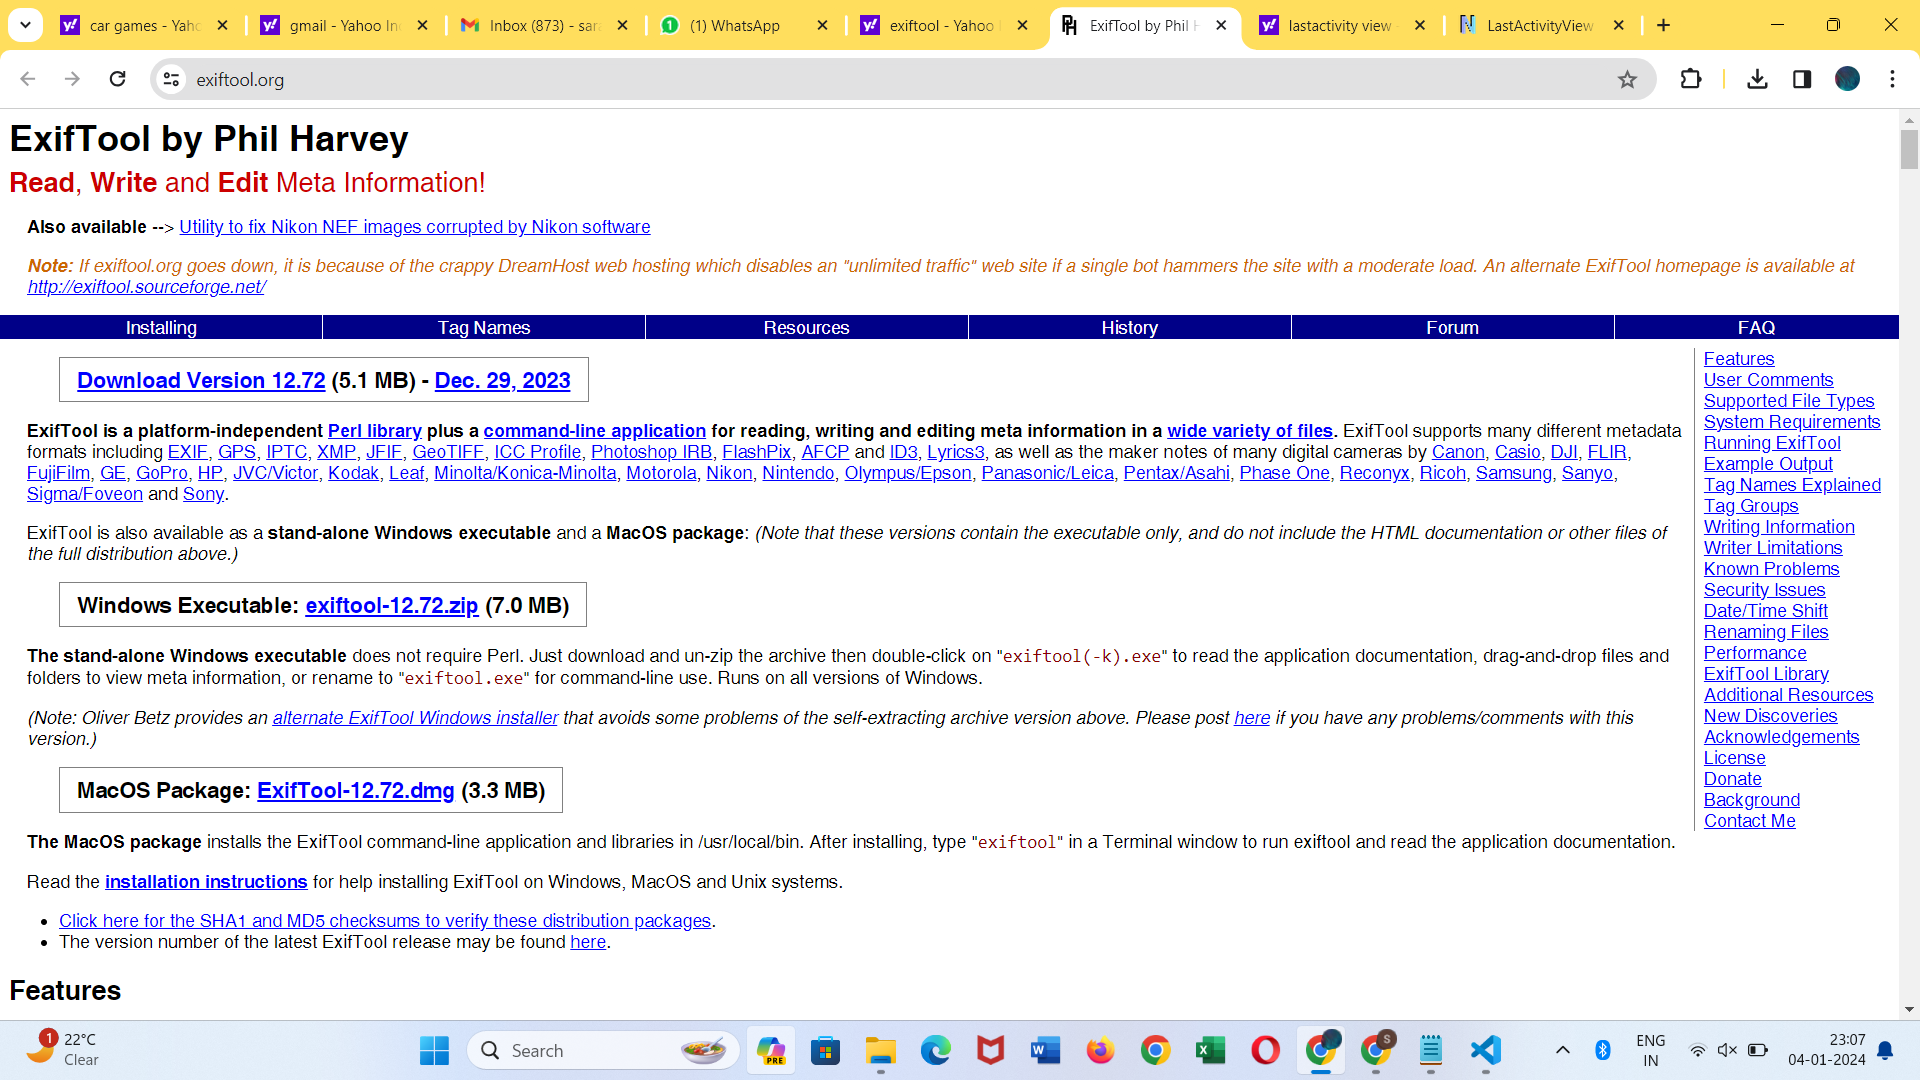 car games - Yaho
gmail - Yahoo In
Inbox (873) - sara
(1) WhatsApp
exiftool - Yahoo
ExifTool by Phil H
lastactivity view -
LastActivityView
exiftool.org
ExifTool by Phil Harvey
Read, Write and Edit Meta Information!
Also available --> Utility to fix Nikon NEF images corrupted by Nikon software
Note: If exiftool.org goes down, it is because of the crappy DreamHost web hosting which disables an "unlimited traffic" web site if a single bot hammers the site with a moderate load. An alternate ExifTool homepage is available at
http://exiftool.sourceforge.net/
Installing Tag Names Resources History Forum FAQ
Download Version 12.72 (5.1 MB) - Dec. 29, 2023
ExifTool is a platform-independent Perl library plus a command-line application for reading, writing and editing meta information in a wide variety of files. ExifTool supports many different metadata
formats including EXIF, GPS, IPTC, XMP, JFIF, GeoTIFF, ICC Profile, Photoshop IRB, FlashPix, AFCP and ID3, Lyrics3, as well as the maker notes of many digital cameras by Canon, Casio, DJI, FLIR,
FujiFilm, GE, GoPro, HP, JVC/Victor, Kodak, Leaf, Minolta/Konica-Minolta, Motorola, Nikon, Nintendo, Olympus/Epson, Panasonic/Leica, Pentax/Asahi, Phase One, Reconyx, Ricoh, Samsung, Sanyo,
Sigma/Foveon and Sony.
ExifTool is also available as a stand-alone Windows executable and a MacOS package: (Note that these versions contain the executable only, and do not include the HTML documentation or other files of
the full distribution above.)
Windows Executable: exiftool-12.72.zip (7.0 MB)
The stand-alone Windows executable does not require Perl. Just download and un-zip the archive then double-click on "exiftool(-k).exe" to read the application documentation, drag-and-drop files and
folders to view meta information, or rename to "exiftool.exe" for command-line use. Runs on all versions of Windows.
(Note: Oliver Betz provides an alternate ExifTool Windows installer that avoids some problems of the self-extracting archive version above. Please post here if you have any problems/comments with this
version.)
MacOS Package: ExifTool-12.72.dmg (3.3 MB)
The MacOS package installs the ExifTool command-line application and libraries in /usr/local/bin. After installing, type "exiftool" in a Terminal window to run exiftool and read the application documentation.
Read the installation instructions for help installing ExifTool on Windows, MacOS and Unix systems.
• Click here for the SHA1 and MD5 checksums to verify these distribution packages.
• The version number of the latest ExifTool release may be found here.
Features
Features
User Comments
Supported File Types
System Requirements
Running ExifTool
Example Output
Tag Names Explained
Tag Groups
Writing Information
Writer Limitations
Known Problems
Security Issues
Date/Time Shift
Renaming Files
Performance
ExifTool Library
Additional Resources
New Discoveries
Acknowledgements
License
Donate
Background
Contact Me
1
22°C
Clear
Search
PRE
S
ENG
IN
23:07
04-01-2024